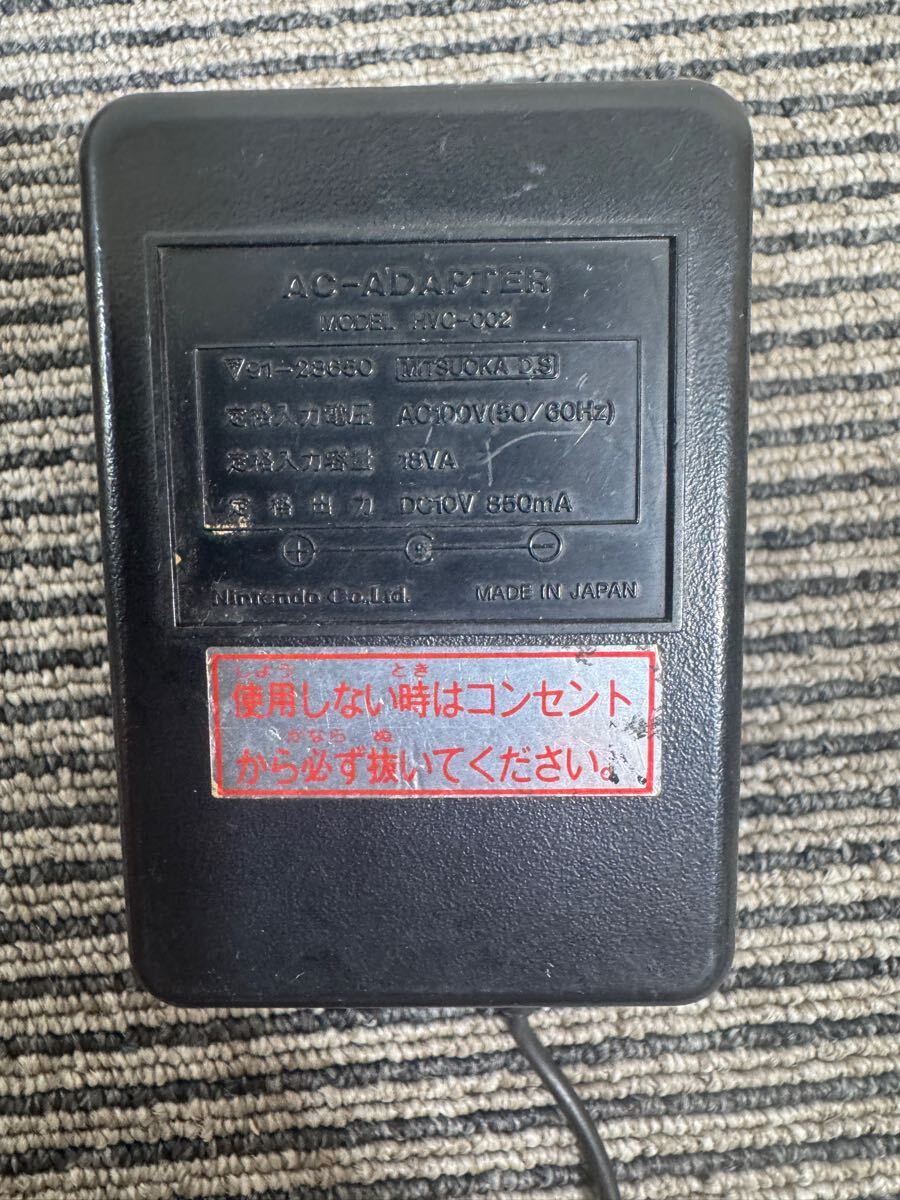 AC-ADAPTER
MODEL HVC-002
▽91-28680 MITSUOKA D.S
定格入力電圧 AC100V(50/60Hz)
定格入力容量 18VA
定格出力 DC10V 850mA
+ - 
Nintendo Co.,Ltd. MADE IN JAPAN
しよう とき
使用しない時はコンセント
かなら ぬ
から必ず抜いてください。